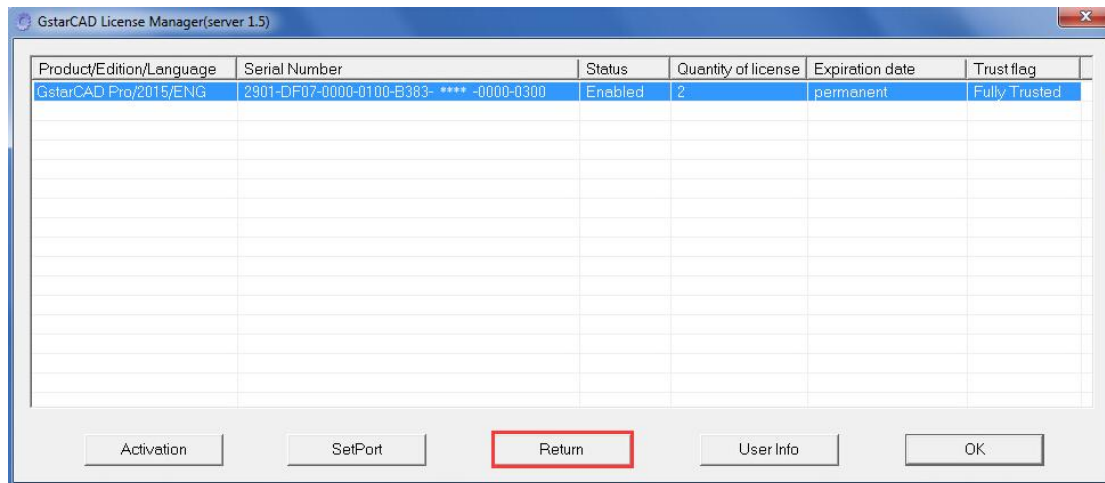 GstarCAD License Manager(server 1.5)
Product/Edition/Language Serial Number Status Quantity of license Expiration date Trust flag
GstarCAD Pro/2015/ENG 2901-DF07-0000-0100-B383- **** -0000-0300 Enabled 2 permanent Fully Trusted
Activation SetPort Return User Info OK